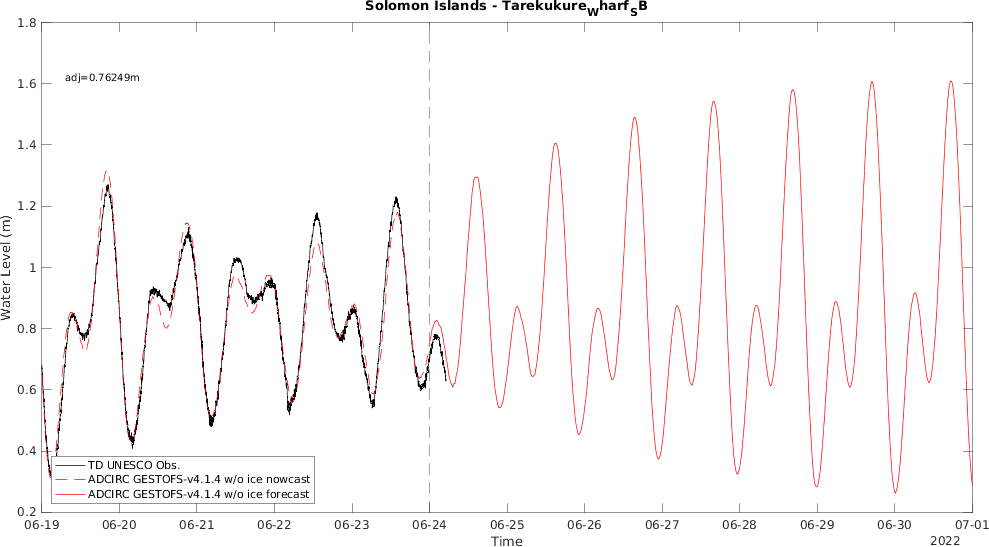 Solomon Islands - Tarekukure_Wharf_SB
1.8
adj=0.76249m
1.6
1.4
1.2
1
0.8
0.6
0.4
0.2
Water Level (m)
TD UNESCO Obs.
ADCIRC GESTOFS-v4.1.4 w/o ice nowcast
ADCIRC GESTOFS-v4.1.4 w/o ice forecast
06-19 06-20 06-21 06-22 06-23 06-24 06-25 06-26 06-27 06-28 06-29 06-30 07-01
Time
2022